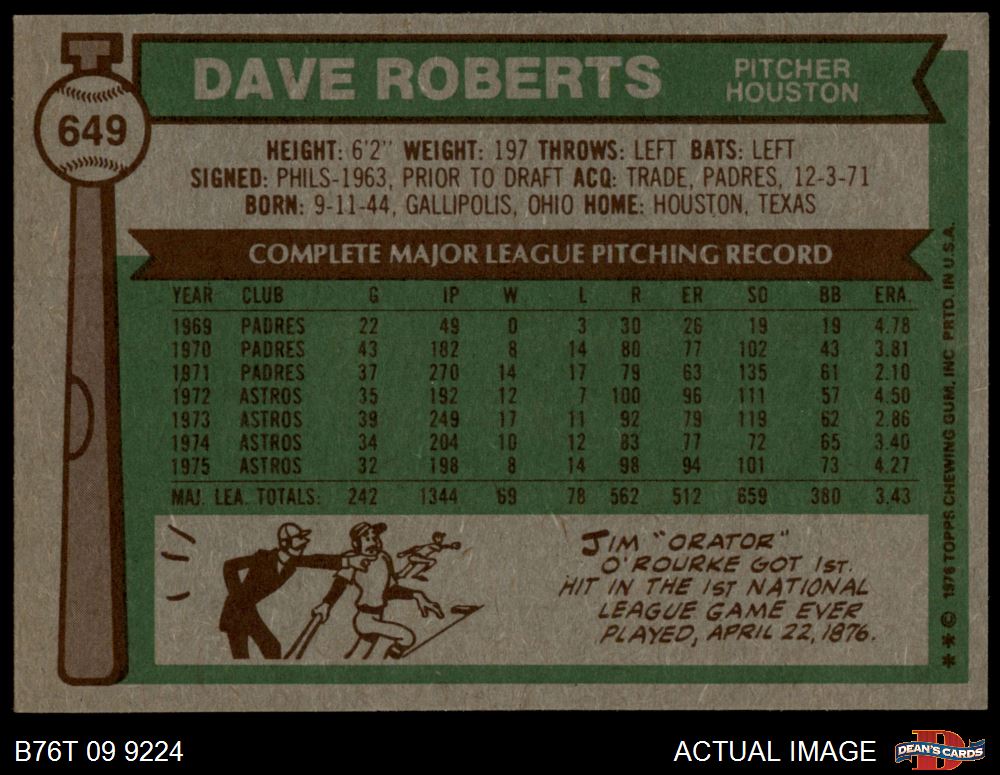 DAVE ROBERTS
PITCHER
HOUSTON
649
HEIGHT: 6'2" WEIGHT: 197 THROWS: LEFT BATS: LEFT
SIGNED: PHILS-1963, PRIOR TO DRAFT ACQ: TRADE, PADRES, 12-3-71
BORN: 9-11-44, GALLIPOLIS, OHIO HOME: HOUSTON, TEXAS
COMPLETE MAJOR LEAGUE PITCHING RECORD
YEAR CLUB G IP W L R ER SO BB ERA.
1969 PADRES 22 49 0 3 30 26 19 19 4.78
1970 PADRES 43 182 8 14 80 77 102 43 3.81
1971 PADRES 37 270 14 17 79 63 135 61 2.10
1972 ASTROS 35 192 12 7 100 96 111 57 4.50
1973 ASTROS 39 249 17 11 92 79 119 62 2.86
1974 ASTROS 34 204 10 12 83 77 72 65 3.40
1975 ASTROS 32 198 8 14 98 94 101 73 4.27
MAJ. LEA. TOTALS: 242 1344 69 78 562 512 659 380 3.43
JIM "ORATOR"
O'ROURKE GOT 1ST.
HIT IN THE 1ST NATIONAL
LEAGUE GAME EVER
PLAYED, APRIL 22, 1876.
* * © 1976 TOPPS CHEWING GUM, INC. PRTD. IN U.S.A.
B76T 09 9224
ACTUAL IMAGE
D
DEAN'S CARDS